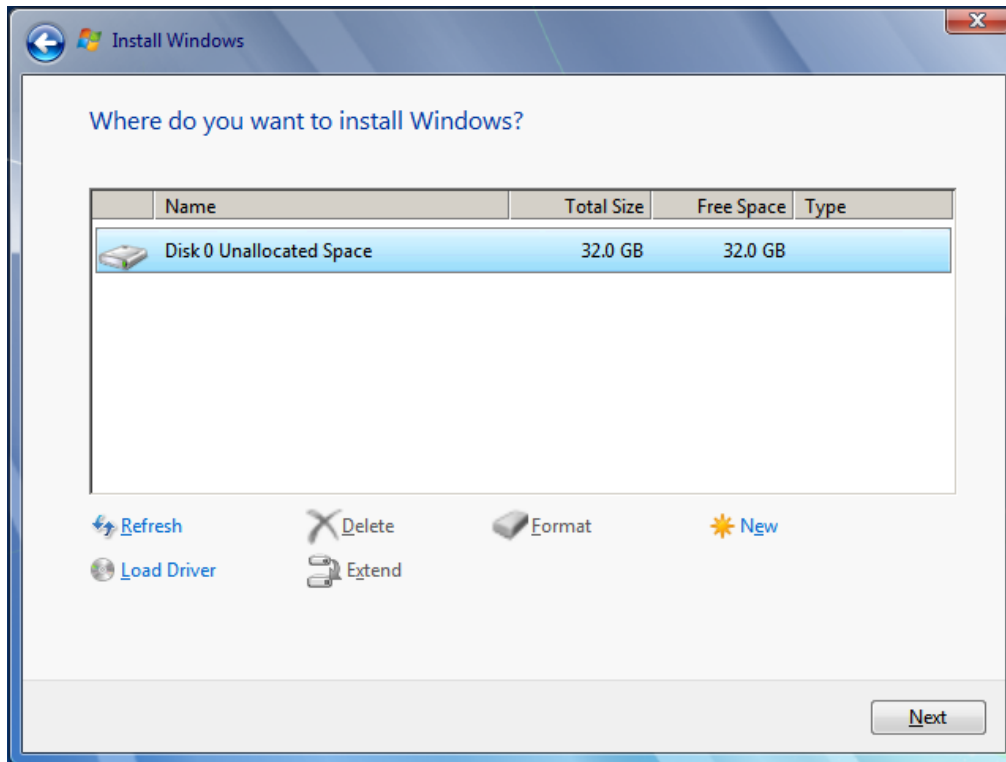 Install Windows
Where do you want to install Windows?
Name Total Size Free Space Type
Disk 0 Unallocated Space 32.0 GB 32.0 GB
Refresh Delete Format New
Load Driver Extend
Next